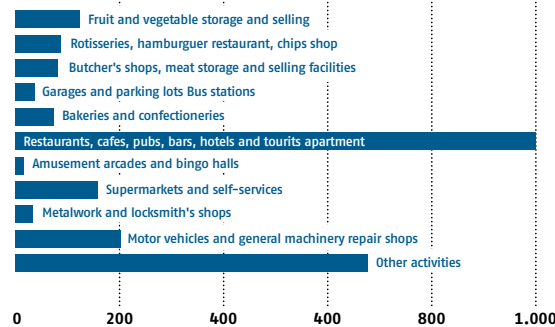 Fruit and vegetable storage and selling
Rotisseries, hamburguer restaurant, chips shop
Butcher's shops, meat storage and selling facilities
Garages and parking lots Bus stations
Bakeries and confectioneries
Restaurants, cafes, pubs, bars, hotels and tourits apartment
Amusement arcades and bingo halls
Supermarkets and self-services
Metalwork and locksmith's shops
Motor vehicles and general machinery repair shops
Other activities
0 200 400 400 800 1.000